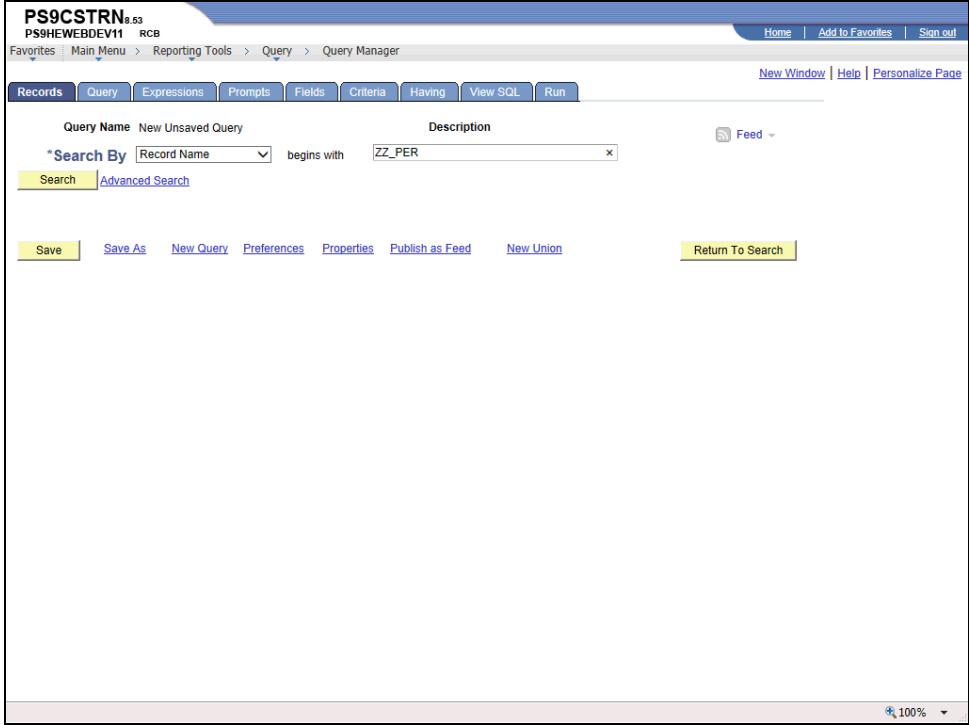 PS9CSTRN8.53
PS9HEWEBDEV11 RCB
Home Add to Favorites Sign out
Favorites Main Menu > Reporting Tools > Query > Query Manager
New Window | Help | Personalize Page
Records Query Expressions Prompts Fields Criteria Having View SQL Run
Query Name New Unsaved Query Description Feed
*Search By Record Name begins with ZZ_PER ×
Search Advanced Search
Save Save As New Query Preferences Properties Publish as Feed New Union Return To Search
100%